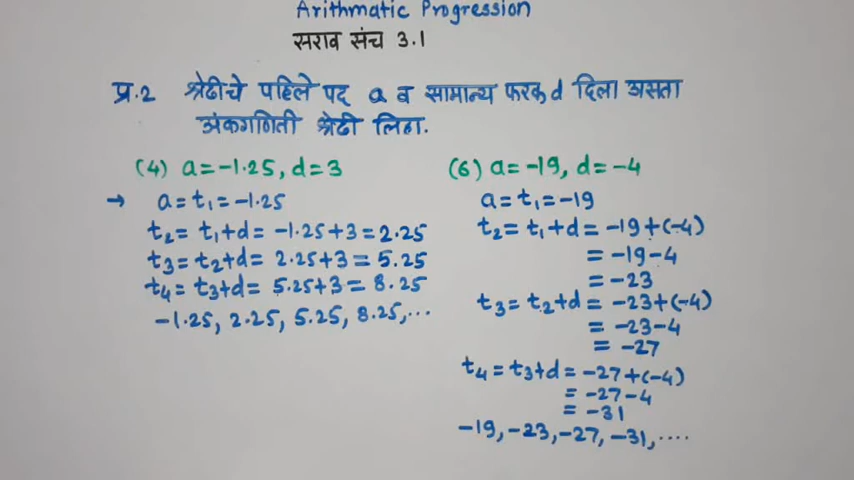 Arithmatic Progression
सराव संच 3.1
प्र.2 श्रेढीचे पहिले पद a व सामान्य फरक d दिला असता
अंकगणिती श्रेढी लिहा.
(4) a=-1.25, d=3
→ a=t₁=-1.25
t₂=t₁+d=-1.25+3=2.25
t₃=t₂+d=2.25+3=5.25
t₄=t₃+d=5.25+3=8.25
-1.25, 2.25, 5.25, 8.25,...
(6) a=-19, d=-4
a=t₁=-19
t₂=t₁+d=-19+(-4)
=-19-4
=-23
t₃=t₂+d=-23+(-4)
=-23-4
=-27
t₄=t₃+d=-27+(-4)
=-27-4
=-31
-19,-23,-27,-31,....